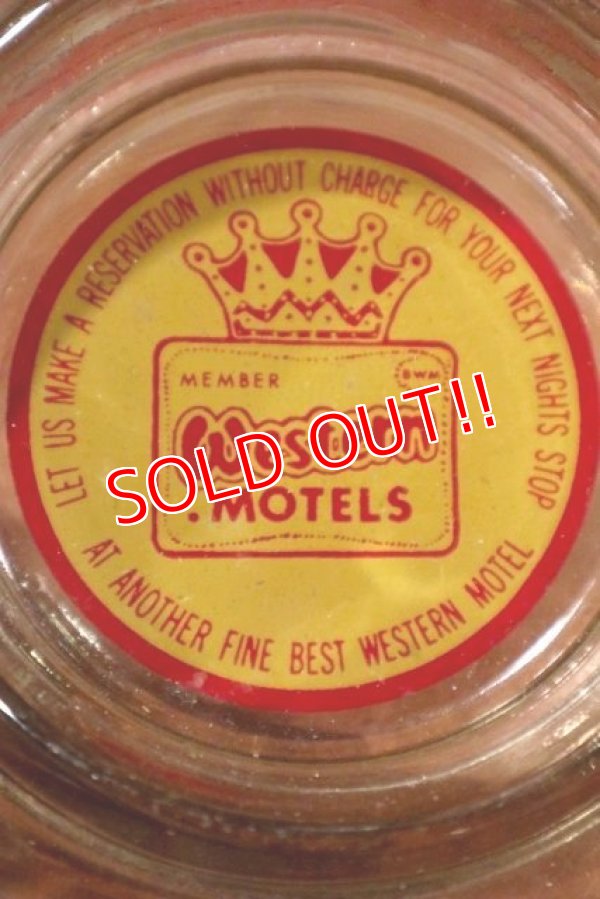 LET US MAKE A RESERVATION WITHOUT CHARGE FOR YOUR NEXT NIGHTS STOP
AT ANOTHER FINE BEST WESTERN MOTEL
MEMBER
BWM
Western
MOTELS
SOLD OUT!!